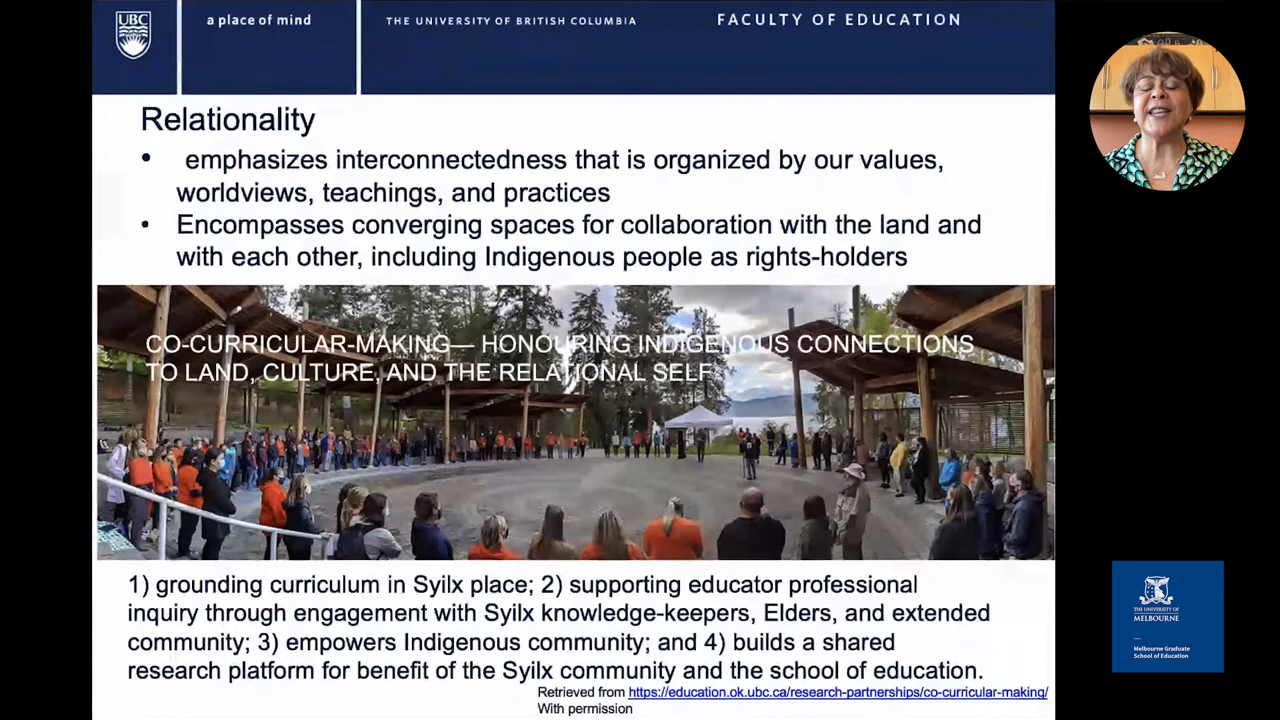 UBC
a place of mind
THE UNIVERSITY OF BRITISH COLUMBIA
FACULTY OF EDUCATION
Relationality
• emphasizes interconnectedness that is organized by our values,
worldviews, teachings, and practices
• Encompasses converging spaces for collaboration with the land and
with each other, including Indigenous people as rights-holders
CO-CURRICULAR-MAKING— HONOURING INDIGENOUS CONNECTIONS
TO LAND, CULTURE, AND THE RELATIONAL SELF
1) grounding curriculum in Syilx place; 2) supporting educator professional
inquiry through engagement with Syilx knowledge-keepers, Elders, and extended
community; 3) empowers Indigenous community; and 4) builds a shared
research platform for benefit of the Syilx community and the school of education.
Retrieved from https://education.ok.ubc.ca/research-partnerships/co-curricular-making/
With permission
THE UNIVERSITY OF
MELBOURNE
Melbourne Graduate
School of Education